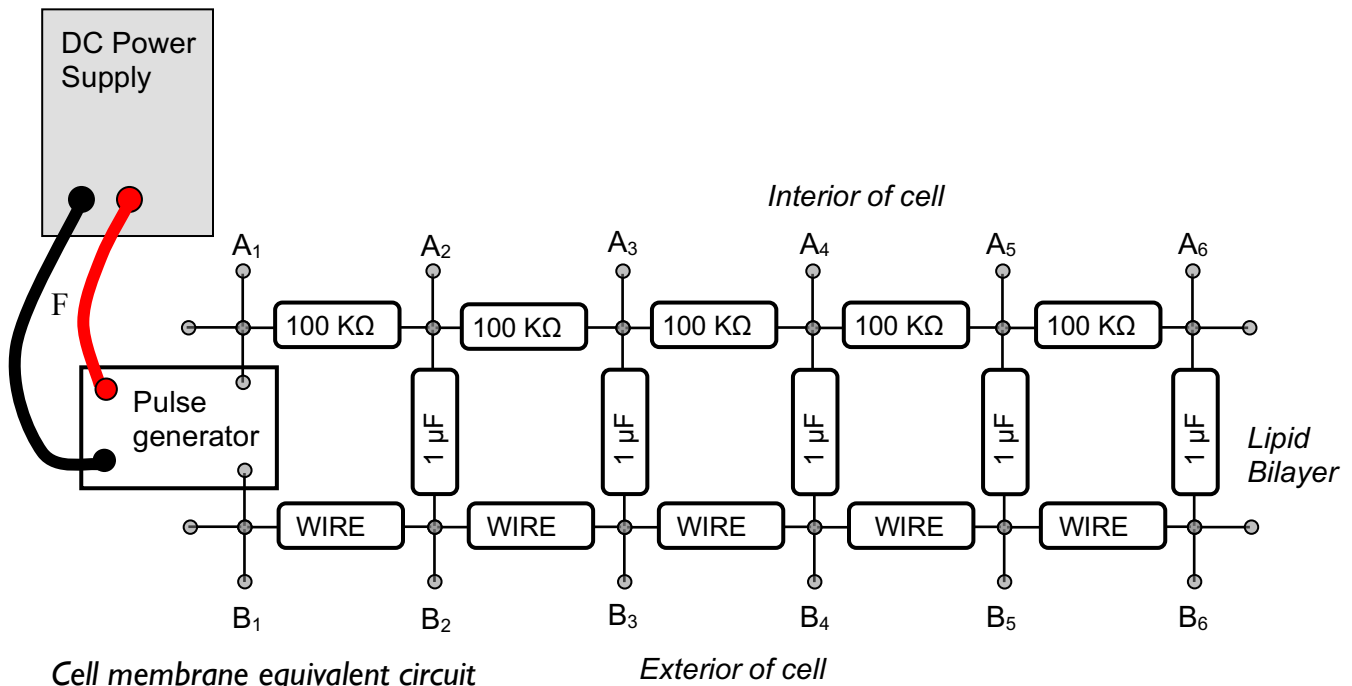 DC Power
Supply
Interior of cell
A₁ A₂ A₃ A₄ A₅ A₆
F
100 KΩ 100 KΩ 100 KΩ 100 KΩ 100 KΩ
Pulse
generator
1 µF 1 µF 1 µF 1 µF 1 µF
Lipid
Bilayer
WIRE WIRE WIRE WIRE WIRE
B₁ B₂ B₃ B₄ B₅ B₆
Cell membrane equivalent circuit
Exterior of cell